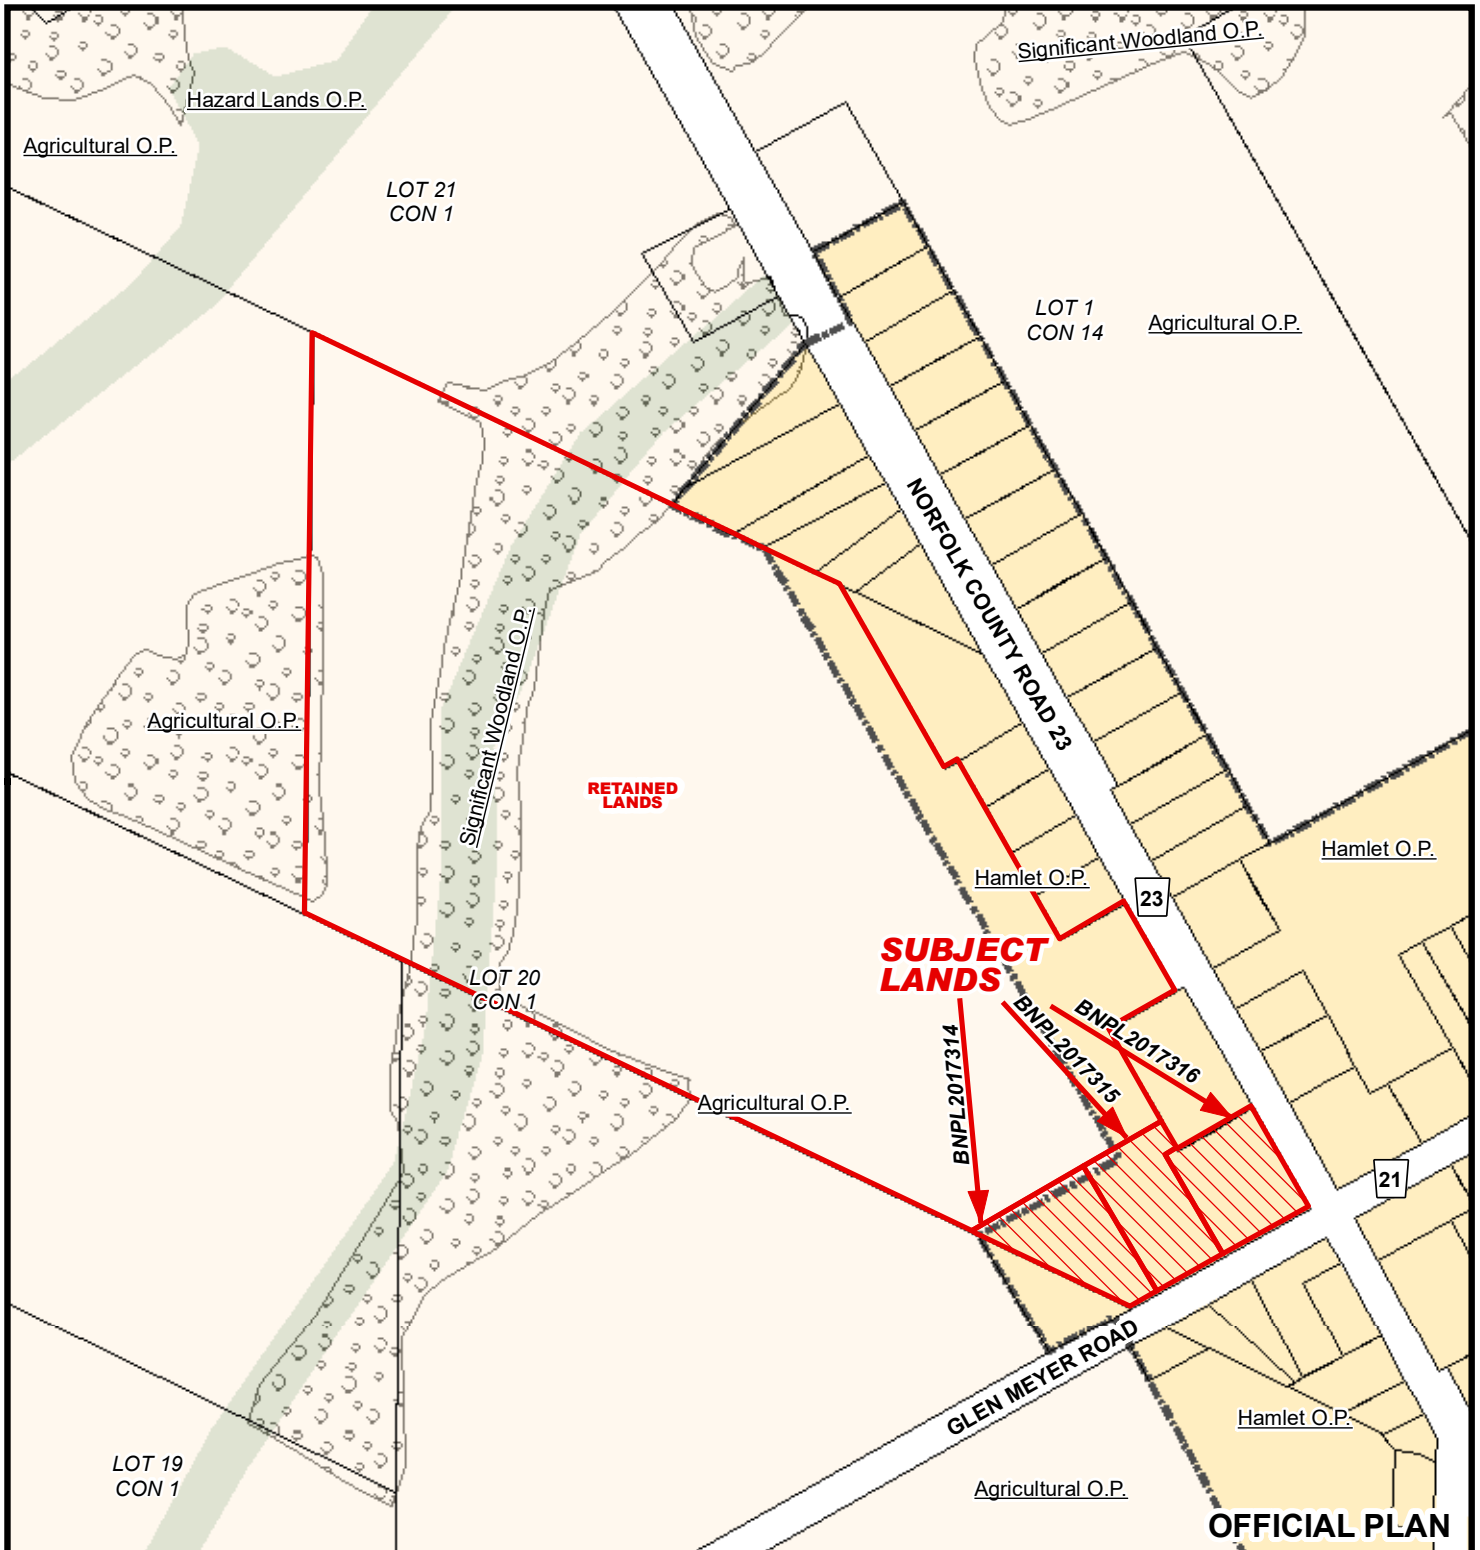 Significant Woodland O.P.
Hazard Lands O.P.
Agricultural O.P.
LOT 21
CON 1
LOT 1
CON 14
Agricultural O.P.
NORFOLK COUNTY ROAD 23
Significant Woodland O.P.
Agricultural O.P.
RETAINED
LANDS
Hamlet O.P.
Hamlet O.P.
23
SUBJECT
LANDS
LOT 20
CON 1
BNPL2017314
BNPL2017315
BNPL2017316
Agricultural O.P.
21
GLEN MEYER ROAD
Hamlet O.P.
LOT 19
CON 1
Agricultural O.P.
OFFICIAL PLAN